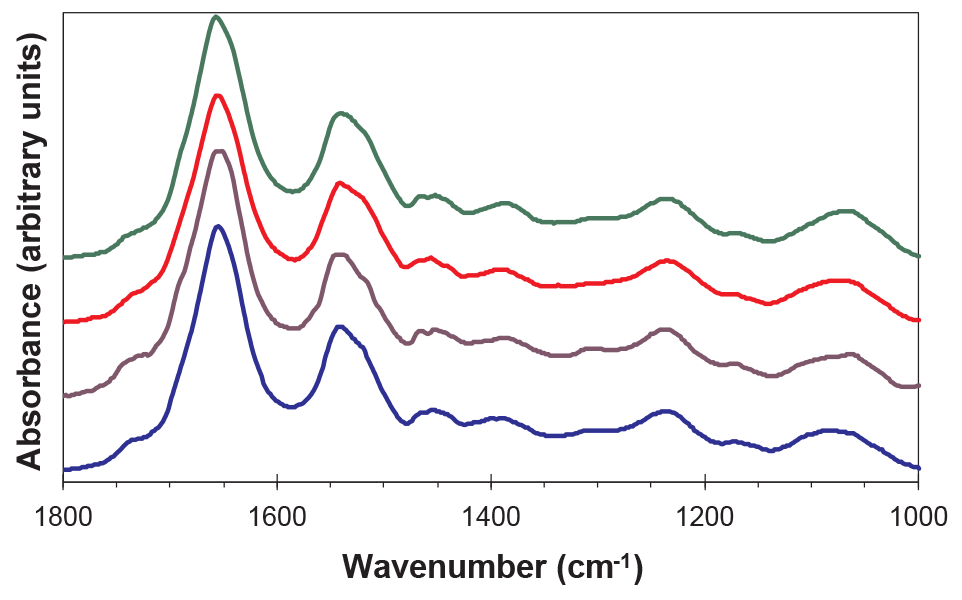 Absorbance (arbitrary units)
1800 1600 1400 1200 1000
Wavenumber (cm-1)